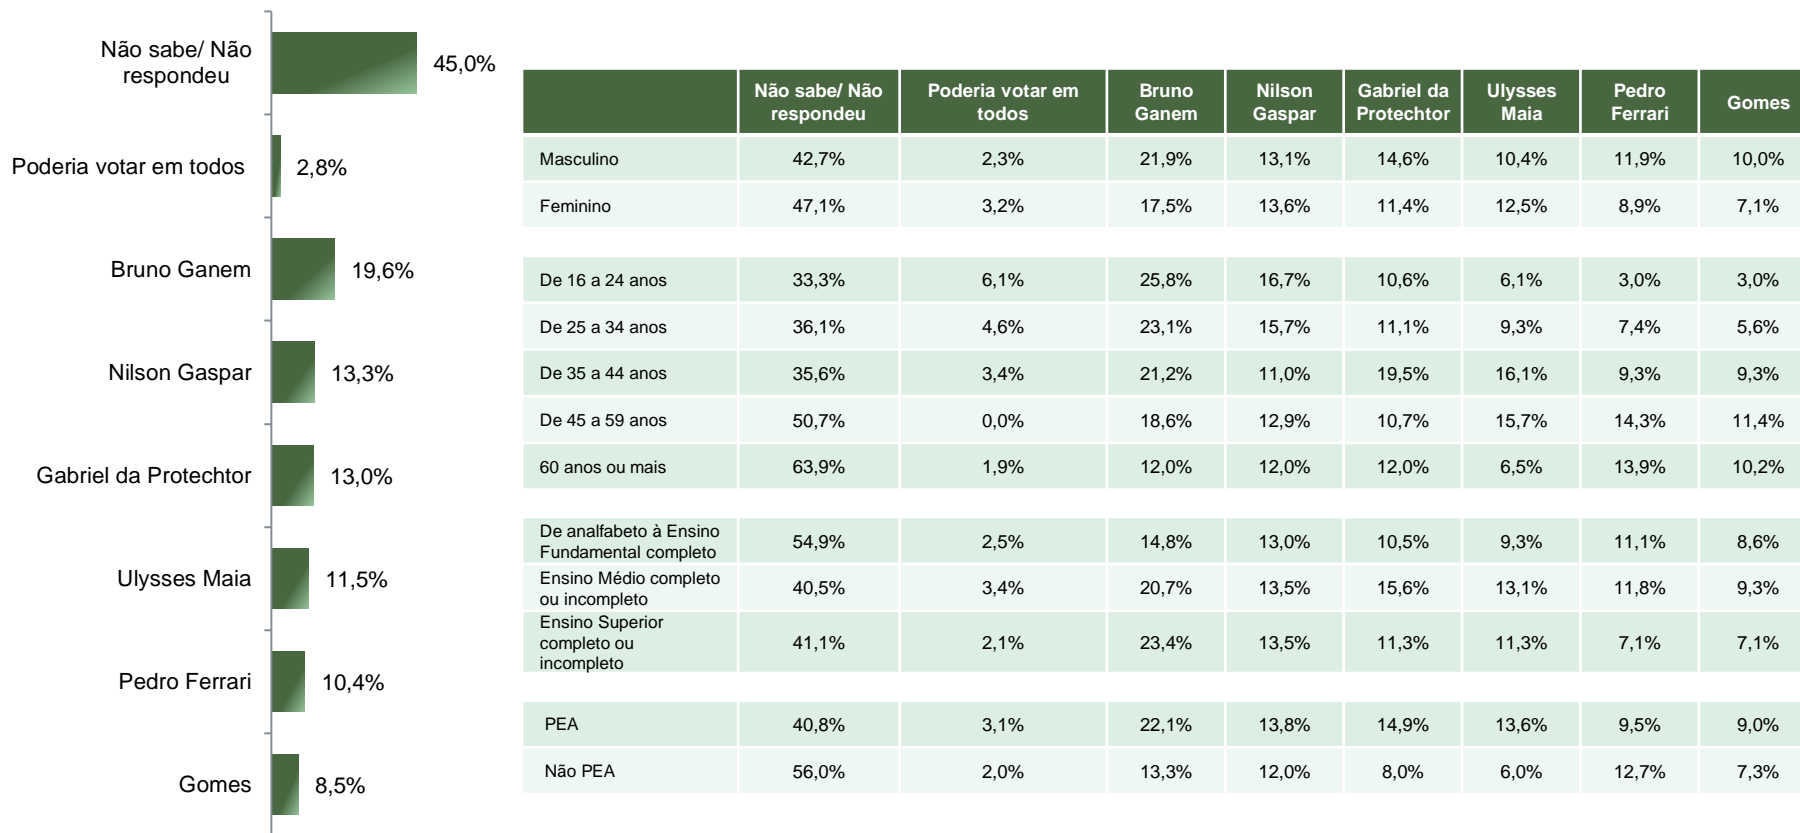 Não sabe/ Não
respondeu
45,0%
Poderia votar em todos
2,8%
Bruno Ganem
19,6%
Nilson Gaspar
13,3%
Gabriel da Protechtor
13,0%
Ulysses Maia
11,5%
Pedro Ferrari
10,4%
Gomes
8,5%
Não sabe/ Não respondeu Poderia votar em todos Bruno Ganem Nilson Gaspar Gabriel da Protechtor Ulysses Maia Pedro Ferrari Gomes
Masculino 42,7% 2,3% 21,9% 13,1% 14,6% 10,4% 11,9% 10,0%
Feminino 47,1% 3,2% 17,5% 13,6% 11,4% 12,5% 8,9% 7,1%
De 16 a 24 anos 33,3% 6,1% 25,8% 16,7% 10,6% 6,1% 3,0% 3,0%
De 25 a 34 anos 36,1% 4,6% 23,1% 15,7% 11,1% 9,3% 7,4% 5,6%
De 35 a 44 anos 35,6% 3,4% 21,2% 11,0% 19,5% 16,1% 9,3% 9,3%
De 45 a 59 anos 50,7% 0,0% 18,6% 12,9% 10,7% 15,7% 14,3% 11,4%
60 anos ou mais 63,9% 1,9% 12,0% 12,0% 12,0% 6,5% 13,9% 10,2%
De analfabeto à Ensino
Fundamental completo 54,9% 2,5% 14,8% 13,0% 10,5% 9,3% 11,1% 8,6%
Ensino Médio completo
ou incompleto 40,5% 3,4% 20,7% 13,5% 15,6% 13,1% 11,8% 9,3%
Ensino Superior
completo ou
incompleto 41,1% 2,1% 23,4% 13,5% 11,3% 11,3% 7,1% 7,1%
PEA 40,8% 3,1% 22,1% 13,8% 14,9% 13,6% 9,5% 9,0%
Não PEA 56,0% 2,0% 13,3% 12,0% 8,0% 6,0% 12,7% 7,3%